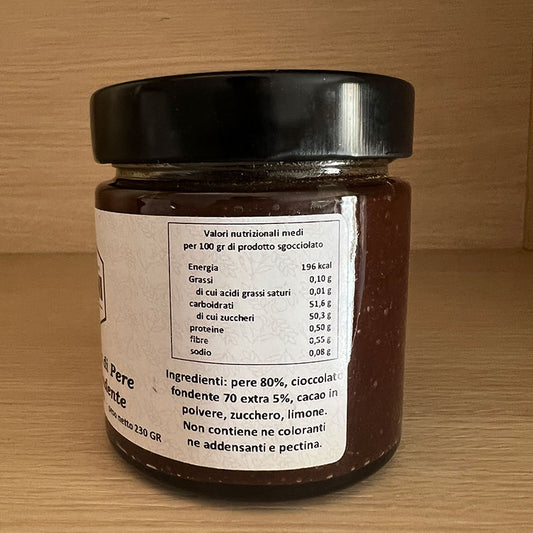 Valori nutrizionali medi
per 100 gr di prodotto sgocciolato
Energia 196 kcal
Grassi 0,10 g
di cui acidi grassi saturi 0,01 g
carboidrati 51,6 g
di cui zuccheri 50,3 g
proteine 0,50 g
fibre 0,55 g
sodio 0,08 g
Ingredienti: pere 80%, cioccolato
fondente 70 extra 5%, cacao in
polvere, zucchero, limone.
Non contiene ne coloranti
ne addensanti e pectina.
di Pere
peso netto 230 GR